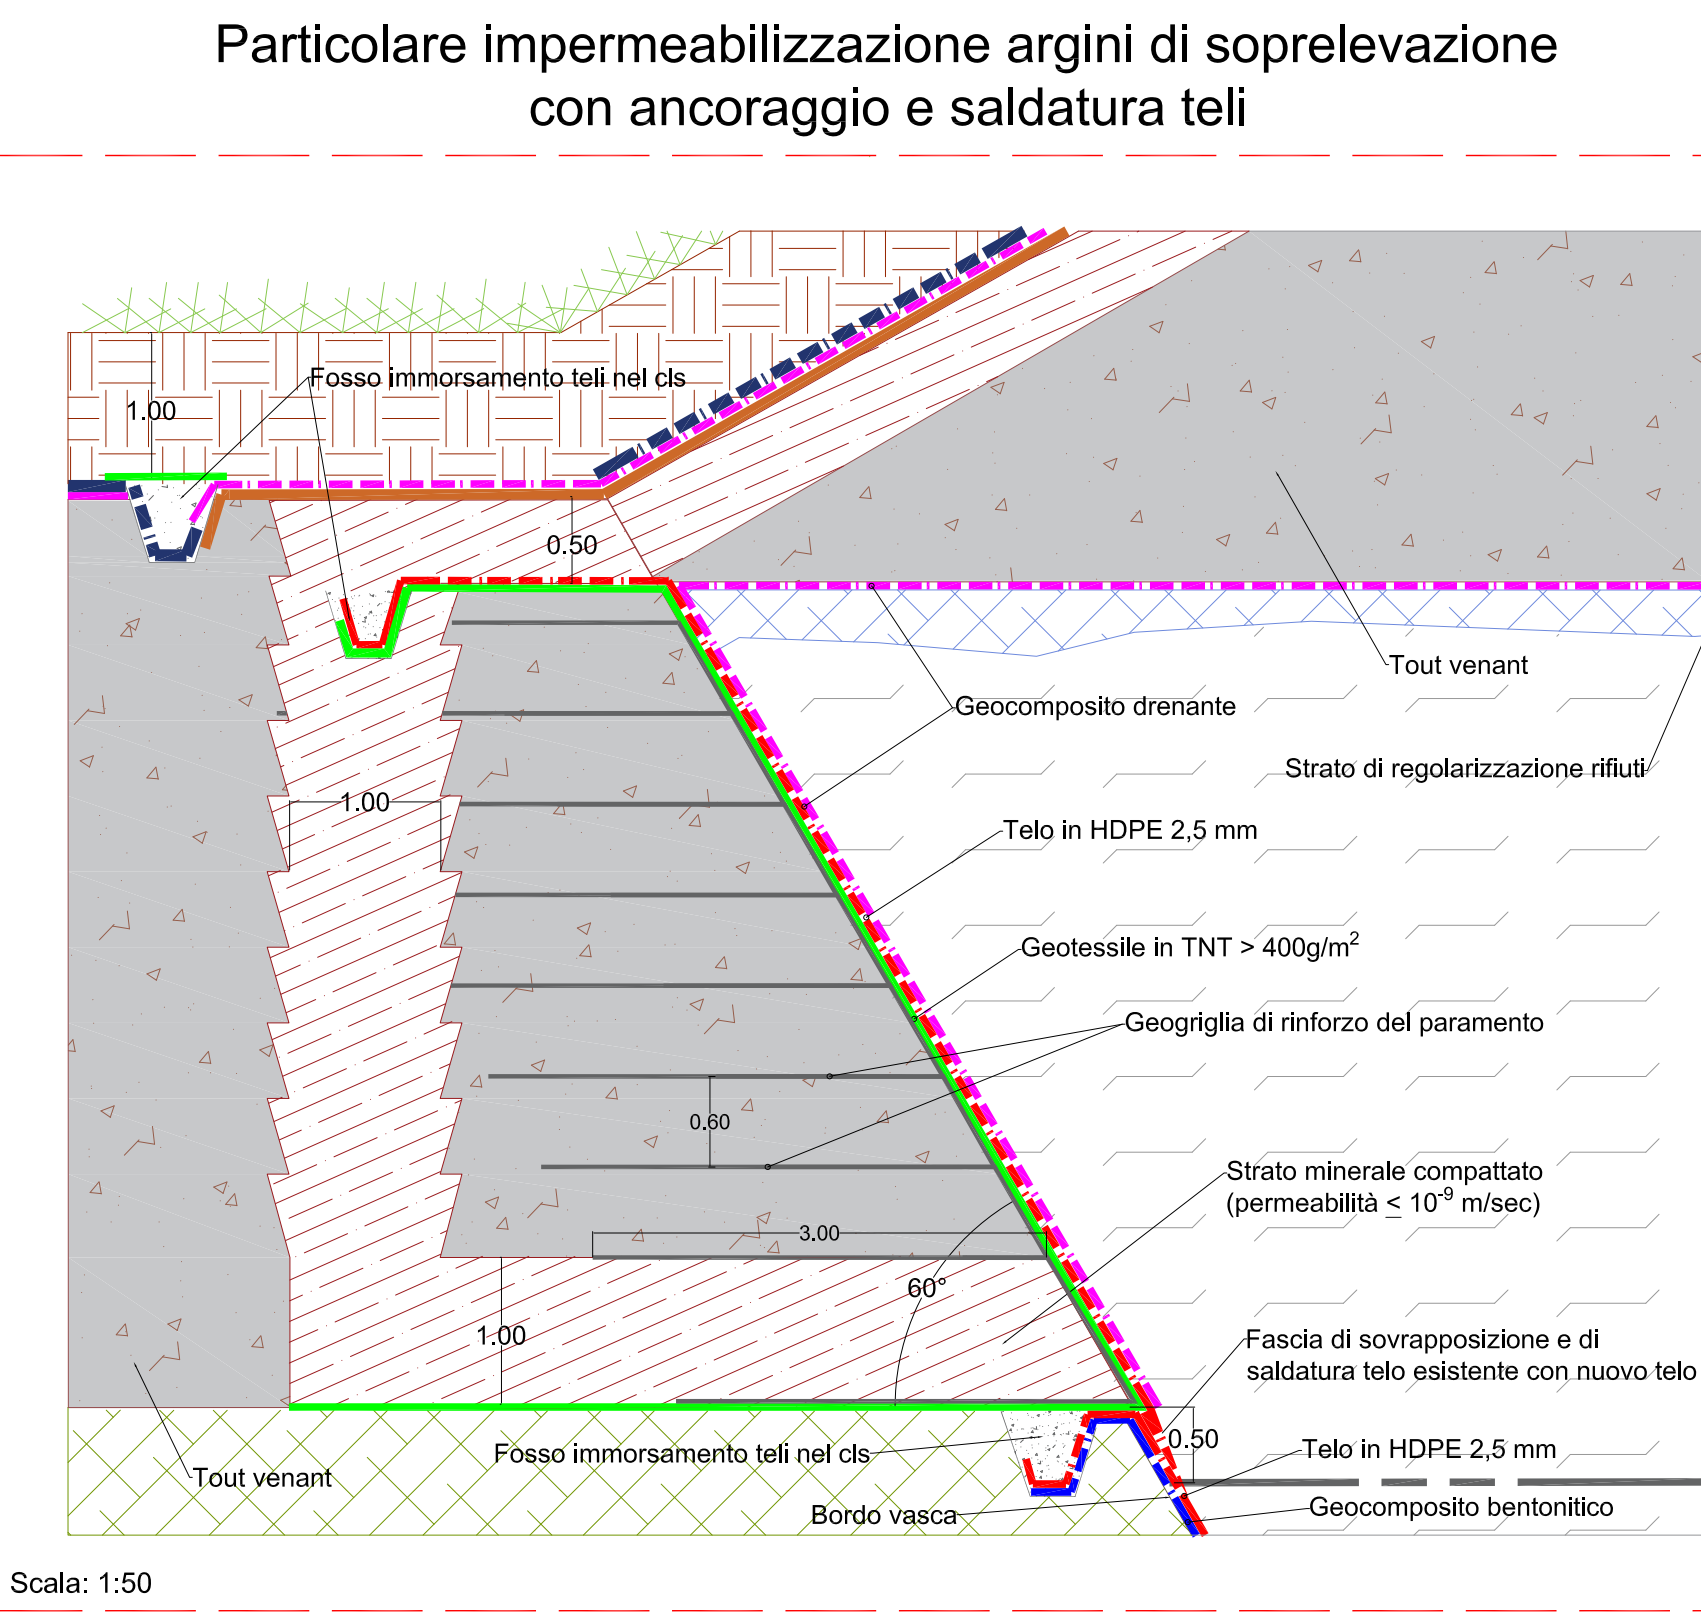 Particolare impermeabilizzazione argini di soprelevazione
con ancoraggio e saldatura teli
Fosso immorsamento teli nel cls
1.00
0.50
Tout venant
Geocomposito drenante
Strato di regolarizzazione rifiuti
1.00
Telo in HDPE 2,5 mm
Geotessile in TNT > 400g/m²
Geogriglia di rinforzo del paramento
0.60
Strato minerale compattato
(permeabilità ≤ 10⁻⁹ m/sec)
3.00
60°
1.00
Fascia di sovrapposizione e di
saldatura telo esistente con nuovo telo
0.50
Fosso immorsamento teli nel cls
Telo in HDPE 2,5 mm
Tout venant
Geocomposito bentonitico
Bordo vasca
Scala: 1:50